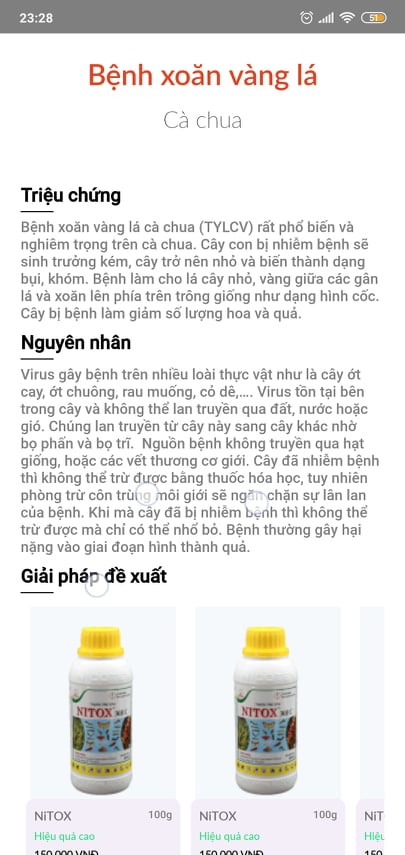 23:28
51
Bệnh xoăn vàng lá
Cà chua
Triệu chứng
Bệnh xoăn vàng lá cà chua (TYLCV) rất phổ biến và
nghiêm trọng trên cà chua. Cây con bị nhiễm bệnh sẽ
sinh trưởng kém, cây trở nên nhỏ và biến thành dạng
bụi, khóm. Bệnh làm cho lá cây nhỏ, vàng giữa các gân
lá và xoăn lên phía trên trông giống như dạng hình cốc.
Cây bị bệnh làm giảm số lượng hoa và quả.
Nguyên nhân
Virus gây bệnh trên nhiều loài thực vật như là cây ớt
cay, ớt chuông, rau muống, cỏ dê,.... Virus tồn tại bên
trong cây và không thể lan truyền qua đất, nước hoặc
gió. Chúng lan truyền từ cây này sang cây khác nhờ
bọ phấn và bọ trĩ.  Nguồn bệnh không truyền qua hạt
giống, hoặc các vết thương cơ giới. Cây đã nhiễm bệnh
thì không thể trừ được bằng thuốc hóa học, tuy nhiên
phòng trừ côn trùng môi giới sẽ ngăn chặn sự lân lan
của bệnh. Khi mà cây đã bị nhiễm bệnh thì không thể
trừ được mà chỉ có thể nhổ bỏ. Bệnh thường gây hại
nặng vào giai đoạn hình thành quả.
Giải pháp đề xuất
NITOX
NITOX
NiTOX 100g
Hiệu quả cao
150.000 VNĐ
NiTOX 100g
Hiệu quả cao
150.000 VNĐ